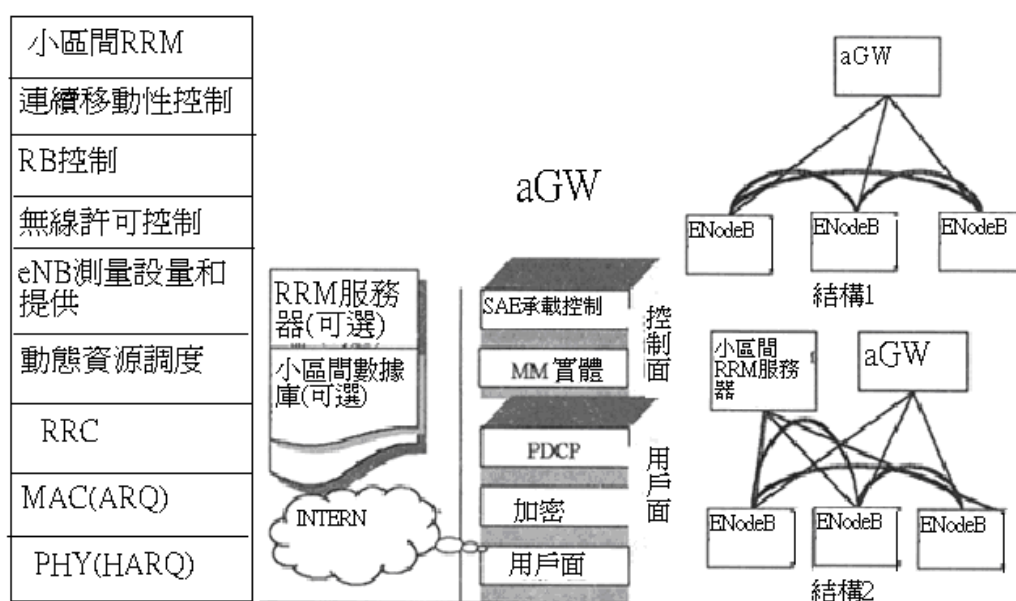 小區間RRM
連續移動性控制
RB控制
無線許可控制
eNB測量設量和
提供
動態資源調度
RRC
MAC(ARQ)
PHY(HARQ)
RRM服務
器(可選)
小區間數據
庫(可選)
INTERN
aGW
SAE承載控制
MM 實體
控制面
PDCP
加密
用戶面
用戶面
aGW
ENodeB
ENodeB
ENodeB
結構1
小區間
RRM服務
器
aGW
ENodeB
ENodeB
ENodeB
結構2